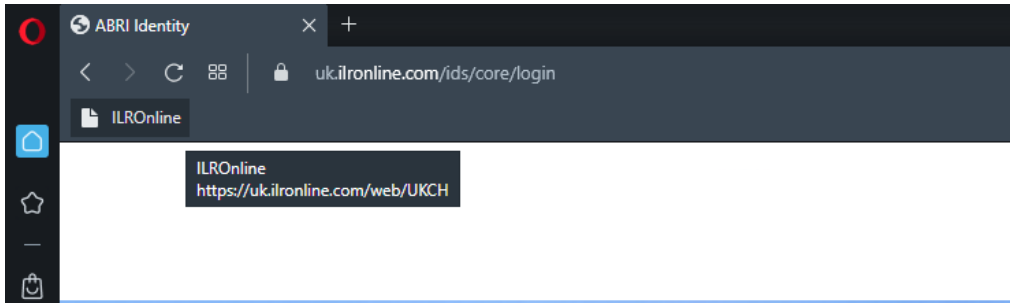 ABRI Identity
uk.ilronline.com/ids/core/login
ILROnline
ILROnline
https://uk.ilronline.com/web/UKCH